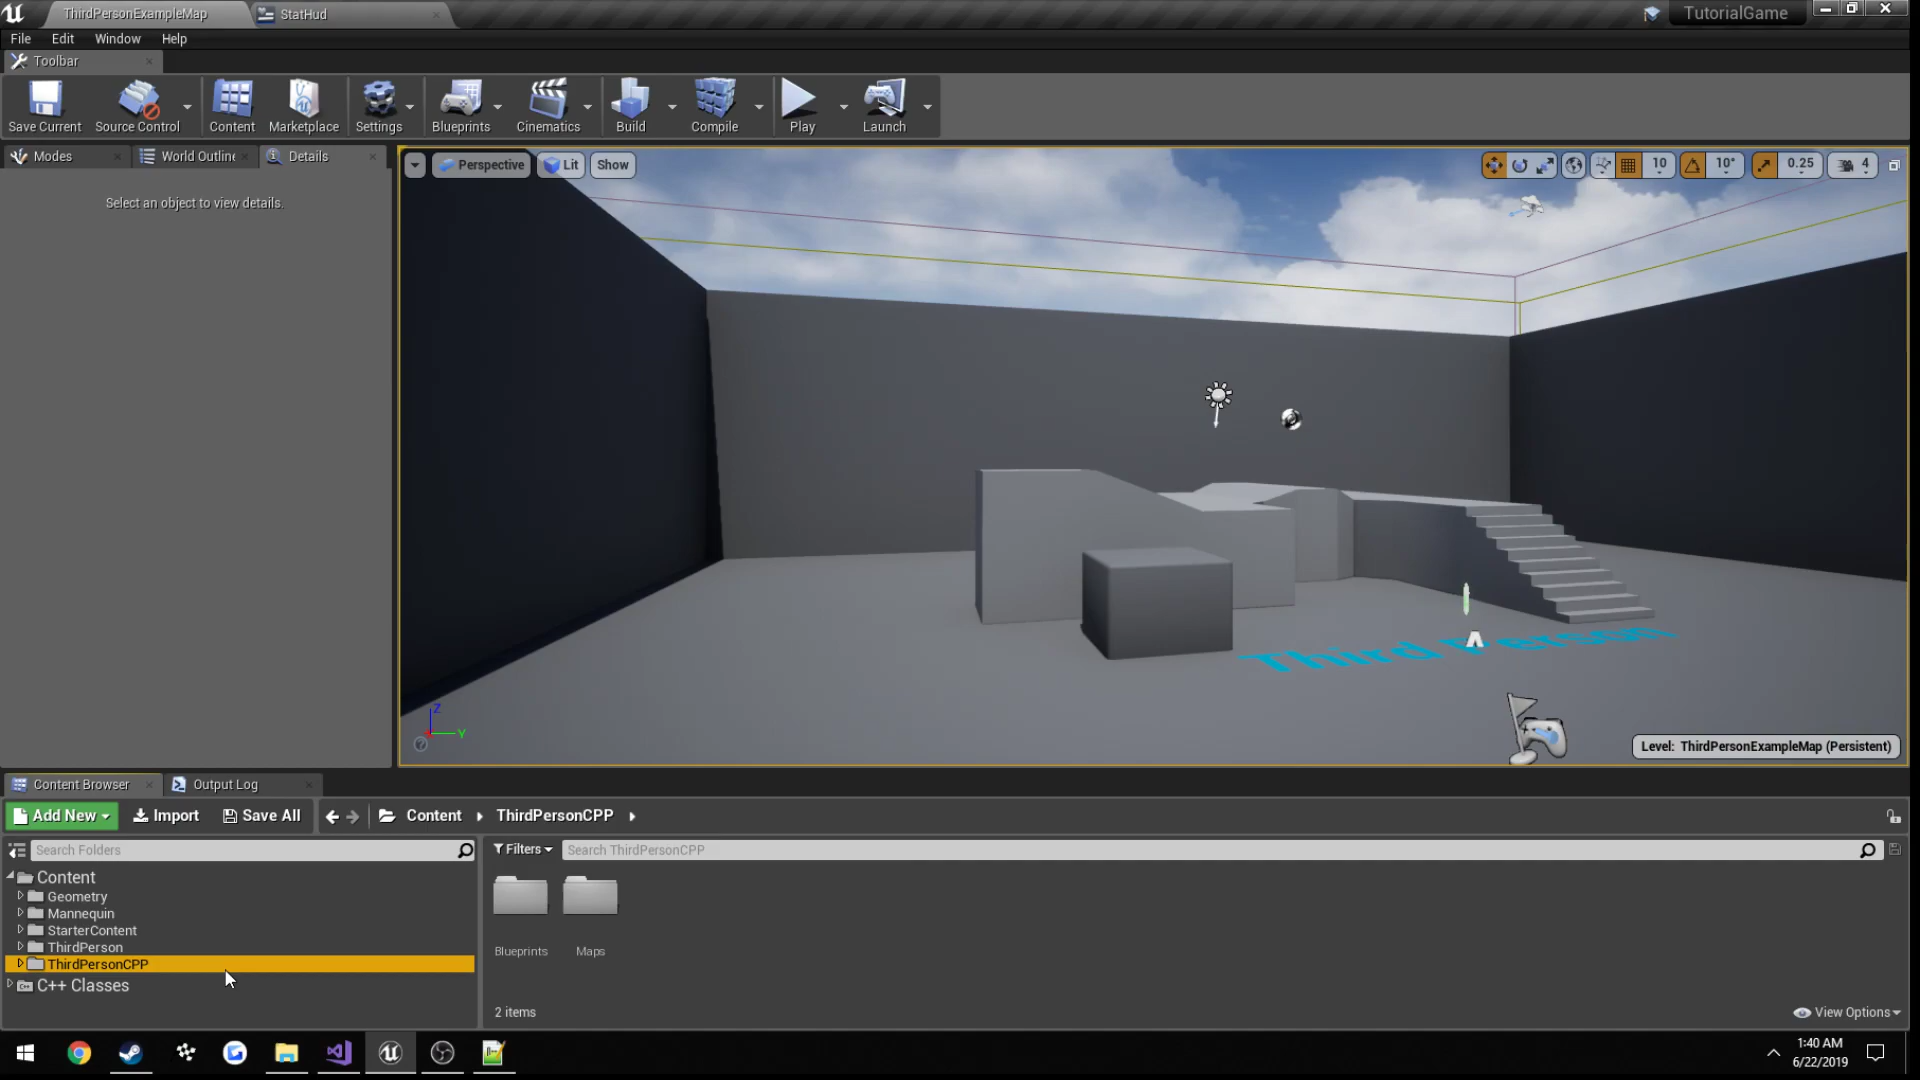 ThirdPersonExampleMap
StatHud
TutorialGame
File Edit Window Help
Toolbar
Save Current
Source Control
Content
Marketplace
Settings
Blueprints
Cinematics
Build
Compile
Play
Launch
Modes
World Outline
Details
Select an object to view details.
Perspective
Lit
Show
10
10°
0.25
4
Third Person
Z
Y
Level: ThirdPersonExampleMap (Persistent)
Content Browser
Output Log
Add New
Import
Save All
Content
ThirdPersonCPP
Search Folders
Filters
Search ThirdPersonCPP
Content
Geometry
Mannequin
StarterContent
ThirdPerson
ThirdPersonCPP
C++ Classes
Blueprints
Maps
2 items
View Options
1:40 AM
6/22/2019